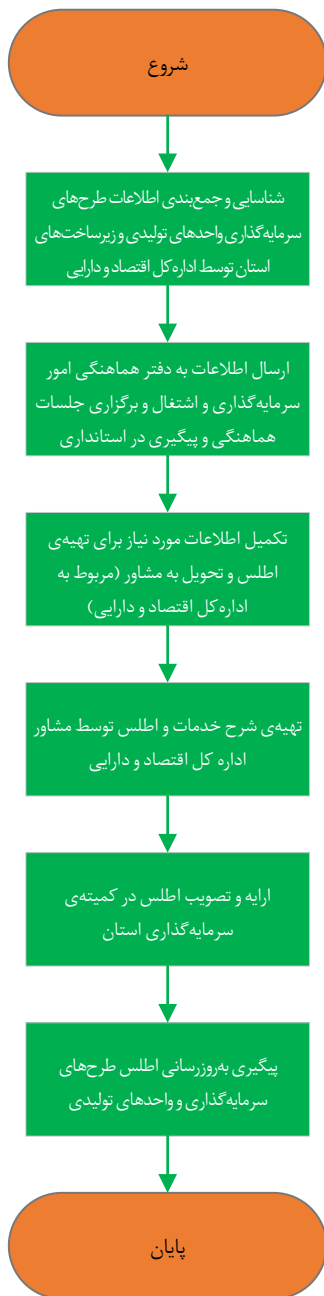 شروع
شناسایی و جمع‌بندی اطلاعات طرح‌های
سرمایه‌گذاری واحدهای تولیدی و زیرساخت‌های
استان توسط اداره‌کل اقتصاد و دارایی
ارسال اطلاعات به دفتر هماهنگی امور
سرمایه‌گذاری و اشتغال و برگزاری جلسات
هماهنگی و پیگیری در استانداری
تکمیل اطلاعات مورد نیاز برای تهیه‌ی
اطلس و تحویل به مشاور (مربوط به
اداره‌کل اقتصاد و دارایی)
تهیه‌ی شرح خدمات و اطلس توسط مشاور
اداره کل اقتصاد و دارایی
ارایه و تصویب اطلس در کمیته‌ی
سرمایه‌گذاری استان
پیگیری به‌روزرسانی اطلس طرح‌های
سرمایه‌گذاری و واحدهای تولیدی
پایان